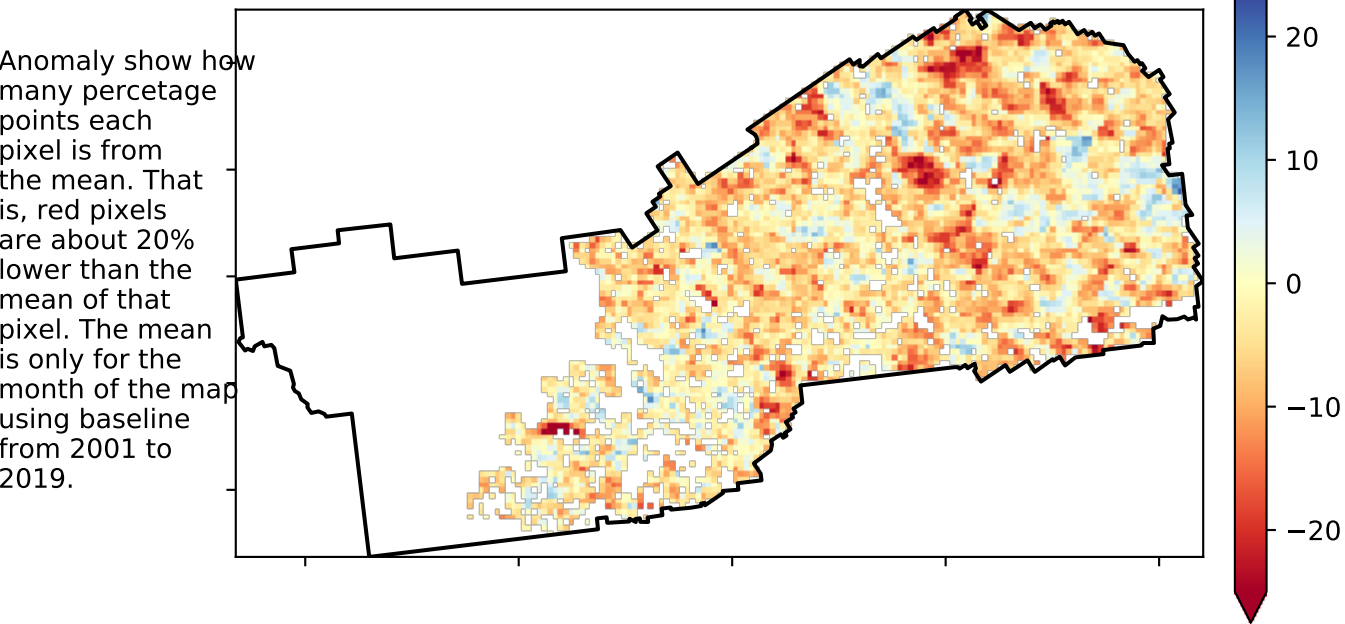 Anomaly show how
many percetage
points each
pixel is from
the mean. That
is, red pixels
are about 20%
lower than the
mean of that
pixel. The mean
is only for the
month of the map
using baseline
from 2001 to
2019.
20
10
0
−10
−20